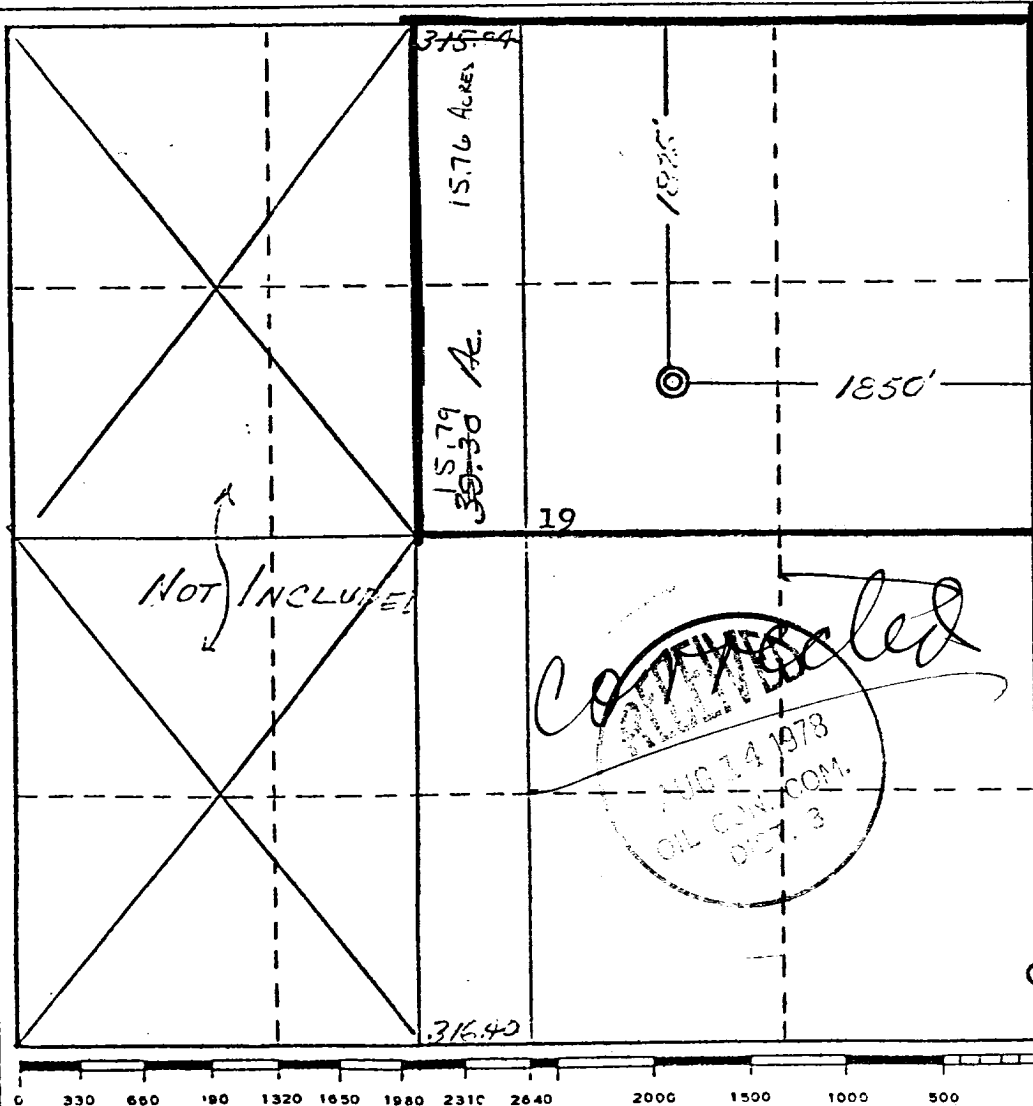 315.94
15.76 ACRES
1850'
15.79
39.30 Ac.
19
NOT INCLUDED
RECEIVED
AUG 14 1978
OIL CON. COM.
DIST. 3
316.40
0 330 660 990 1320 1650 1980 2310 2640 2000 1500 1000 500